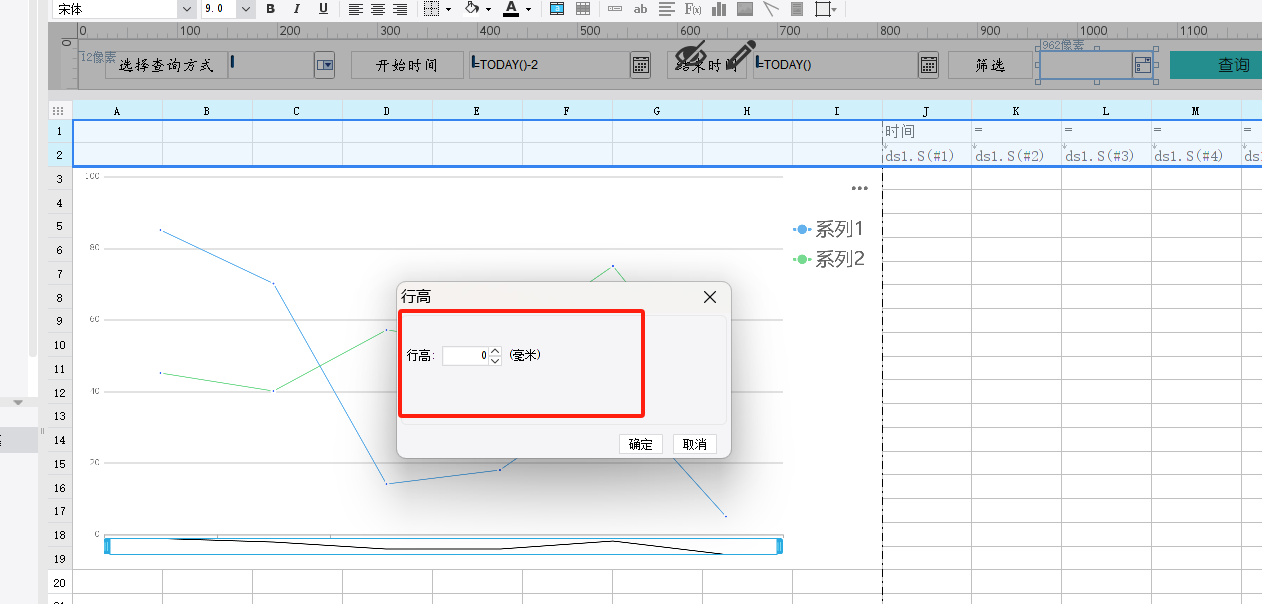 宋体 9.0 B I U A ab F(x)
0 100 200 300 400 500 600 700 800 900 1000 1100
0
12像素 962像素
选择查询方式 开始时间 =TODAY()-2 结束时间 =TODAY() 筛选 查询
A B C D E F G H I J K L M
1 时间 = = = =
2 ds1.S(#1) ds1.S(#2) ds1.S(#3) ds1.S(#4) ds
3 100
4
5 系列1
6 80 系列2
7
8 行高
9 60
10 行高: 0 (毫米)
11
12 40
13
14 确定 取消
15 20
16
17
18 0
19
20